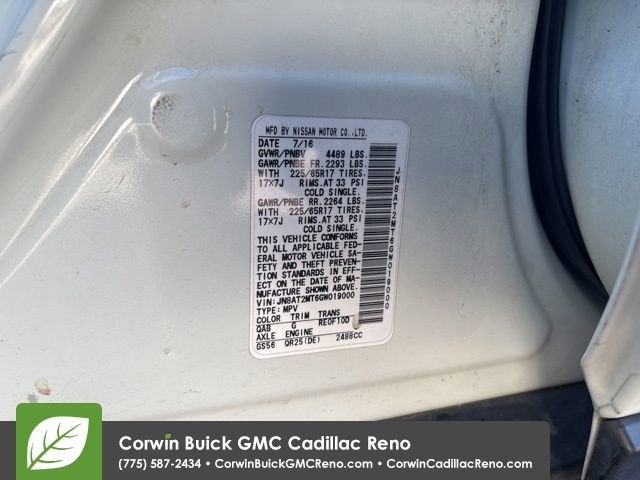 MFD BY NISSAN MOTOR CO.,LTD.
DATE 7/16
GVWR/PNBV 4489 LBS.
GAWR/PNBE FR. 2293 LBS.
WITH 225/65R17 TIRES,
17X7J RIMS,AT 33 PSI
COLD SINGLE.
GAWR/PNBE RR. 2264 LBS.
WITH 225/65R17 TIRES,
17X7J RIMS,AT 33 PSI
COLD SINGLE.
THIS VEHICLE CONFORMS
TO ALL APPLICABLE FED-
ERAL MOTOR VEHICLE SA-
FETY AND THEFT PREVEN-
TION STANDARDS IN EFF-
ECT ON THE DATE OF MA-
NUFACTURE SHOWN ABOVE.
VIN: JN8AT2MT6GW019000
TYPE: MPV
COLOR TRIM TRANS
QAB G RE0F10D
AXLE ENGINE
GS56 QR25(DE) 2488CC
JN8AT2MT6GW019000
Corwin Buick GMC Cadillac Reno
(775) 587-2434 • CorwinBuickGMCReno.com • CorwinCadillacReno.com